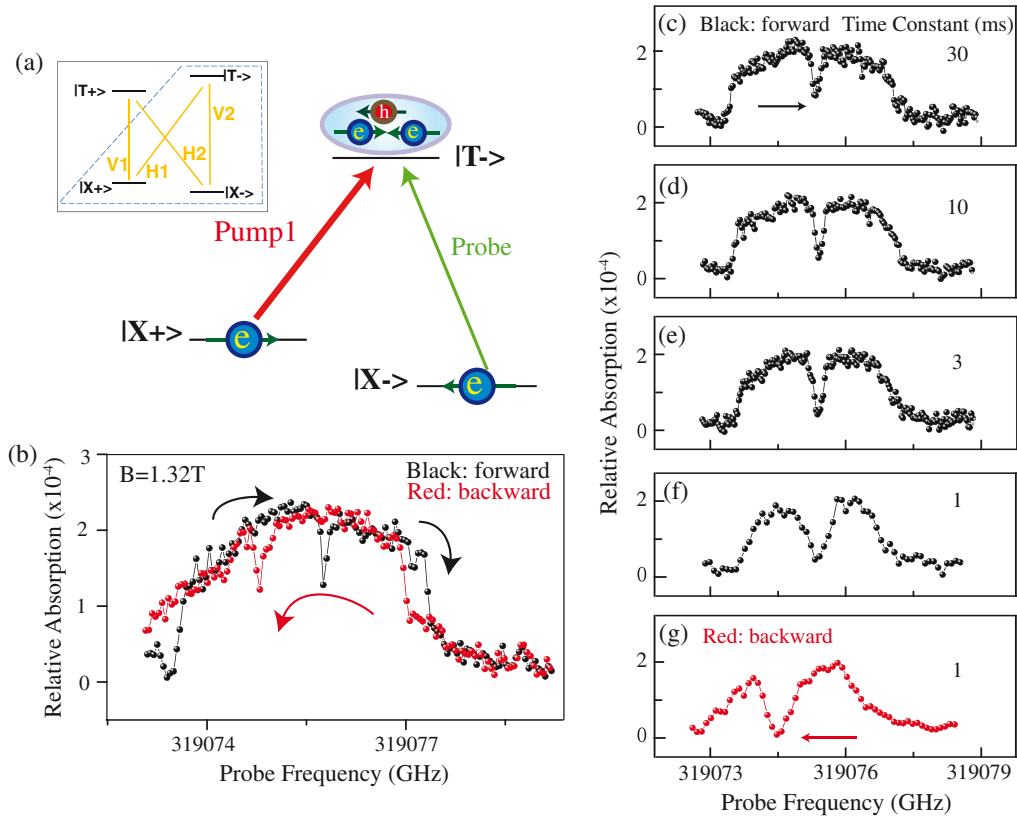 (a)
|T+>
|T->
V1
H1
H2
V2
|X+>
|X->
h
e
e
|T->
Pump1
Probe
|X+>
e
|X->
e
(b)
B=1.32T
Black: forward
Red: backward
3
2
1
0
Relative Absorption (x10⁻⁴)
319074
319077
Probe Frequency (GHz)
(c)
Black: forward Time Constant (ms)
30
2
0
(d)
10
2
0
(e)
3
2
0
(f)
1
2
0
(g)
Red: backward
1
2
0
Relative Absorption (x10⁻⁴)
319073
319076
319079
Probe Frequency (GHz)